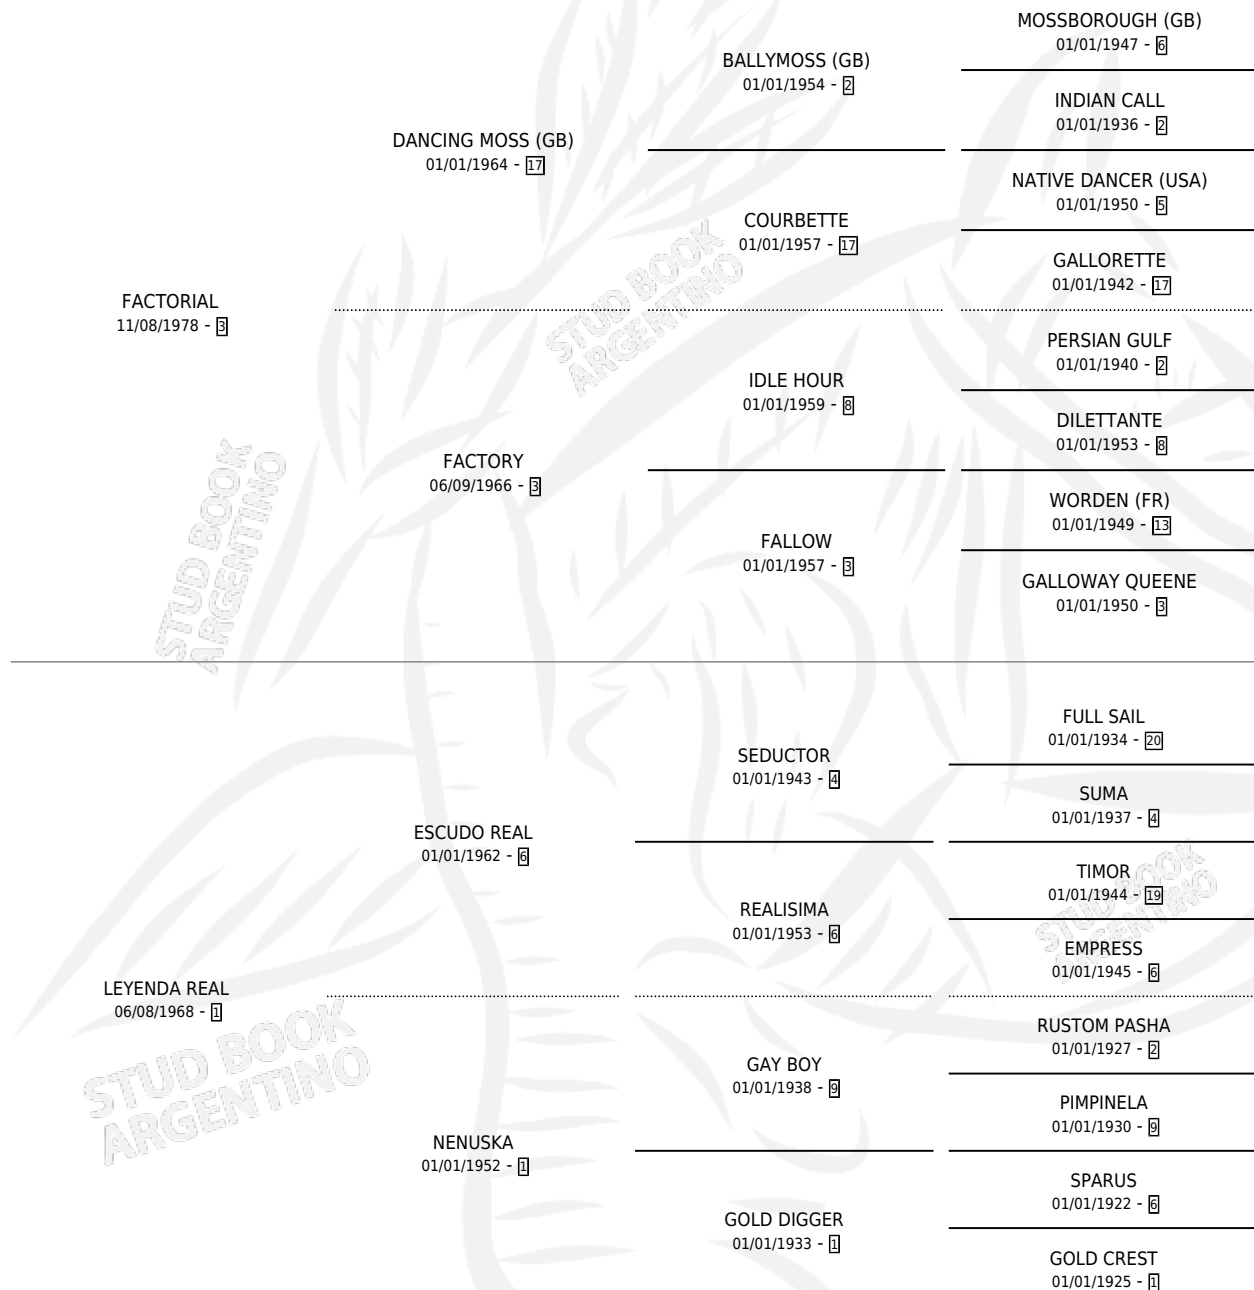 MOSSBOROUGH (GB)
01/01/1947 - 6
BALLYMOSS (GB)
01/01/1954 - 2
INDIAN CALL
01/01/1936 - 2
DANCING MOSS (GB)
01/01/1964 - 17
NATIVE DANCER (USA)
01/01/1950 - 5
COURBETTE
01/01/1957 - 17
GALLORETTE
01/01/1942 - 17
FACTORIAL
11/08/1978 - 3
STUD BOOK
ARGENTINO
PERSIAN GULF
01/01/1940 - 2
IDLE HOUR
01/01/1959 - 8
DILETTANTE
01/01/1953 - 8
FACTORY
06/09/1966 - 3
WORDEN (FR)
01/01/1949 - 13
FALLOW
01/01/1957 - 3
GALLOWAY QUEENE
01/01/1950 - 3
STUD BOOK
ARGENTINO
FULL SAIL
01/01/1934 - 20
SEDUCTOR
01/01/1943 - 4
SUMA
01/01/1937 - 4
ESCUDO REAL
01/01/1962 - 6
TIMOR
01/01/1944 - 19
REALISIMA
01/01/1953 - 6
EMPRESS
01/01/1945 - 6
STUD BOOK
ARGENTINO
LEYENDA REAL
06/08/1968 - 1
RUSTOM PASHA
01/01/1927 - 2
GAY BOY
01/01/1938 - 9
PIMPINELA
01/01/1930 - 9
STUD BOOK
ARGENTINO
NENUSKA
01/01/1952 - 1
SPARUS
01/01/1922 - 6
GOLD DIGGER
01/01/1933 - 1
GOLD CREST
01/01/1925 - 1